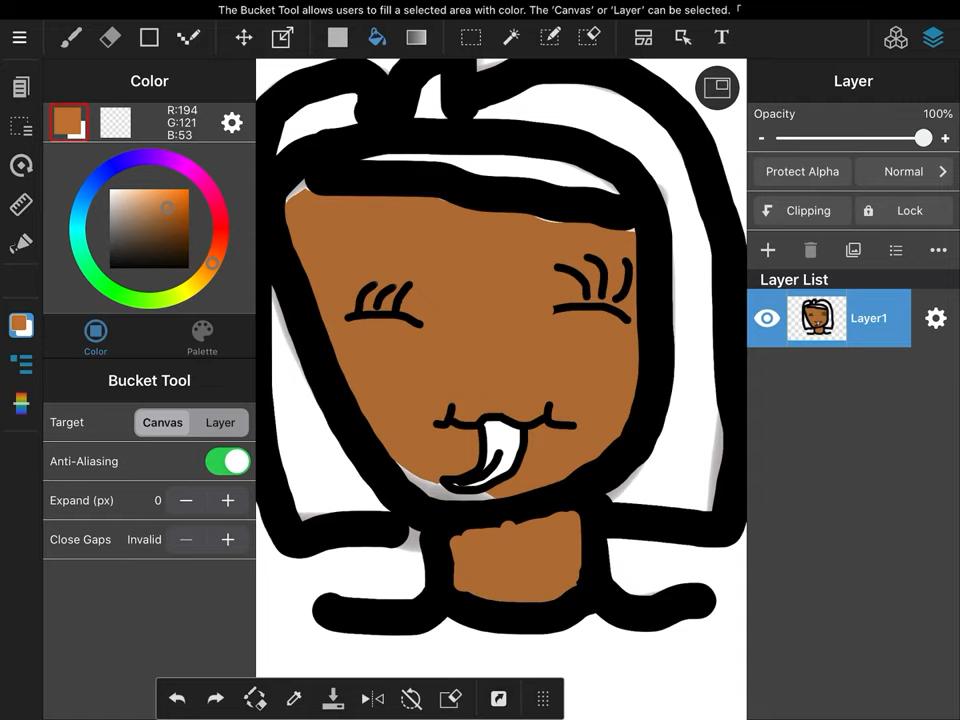 The Bucket Tool allows users to fill a selected area with color. The ‘Canvas’ or ‘Layer’ can be selected. 「
T
Color
R:194
G:121
B:53
Color
Palette
Bucket Tool
Target
Canvas
Layer
Anti-Aliasing
Expand (px)
0
−
+
Close Gaps
Invalid
−
+
Layer
Opacity
100%
-
+
Protect Alpha
Normal
Clipping
Lock
Layer List
Layer1